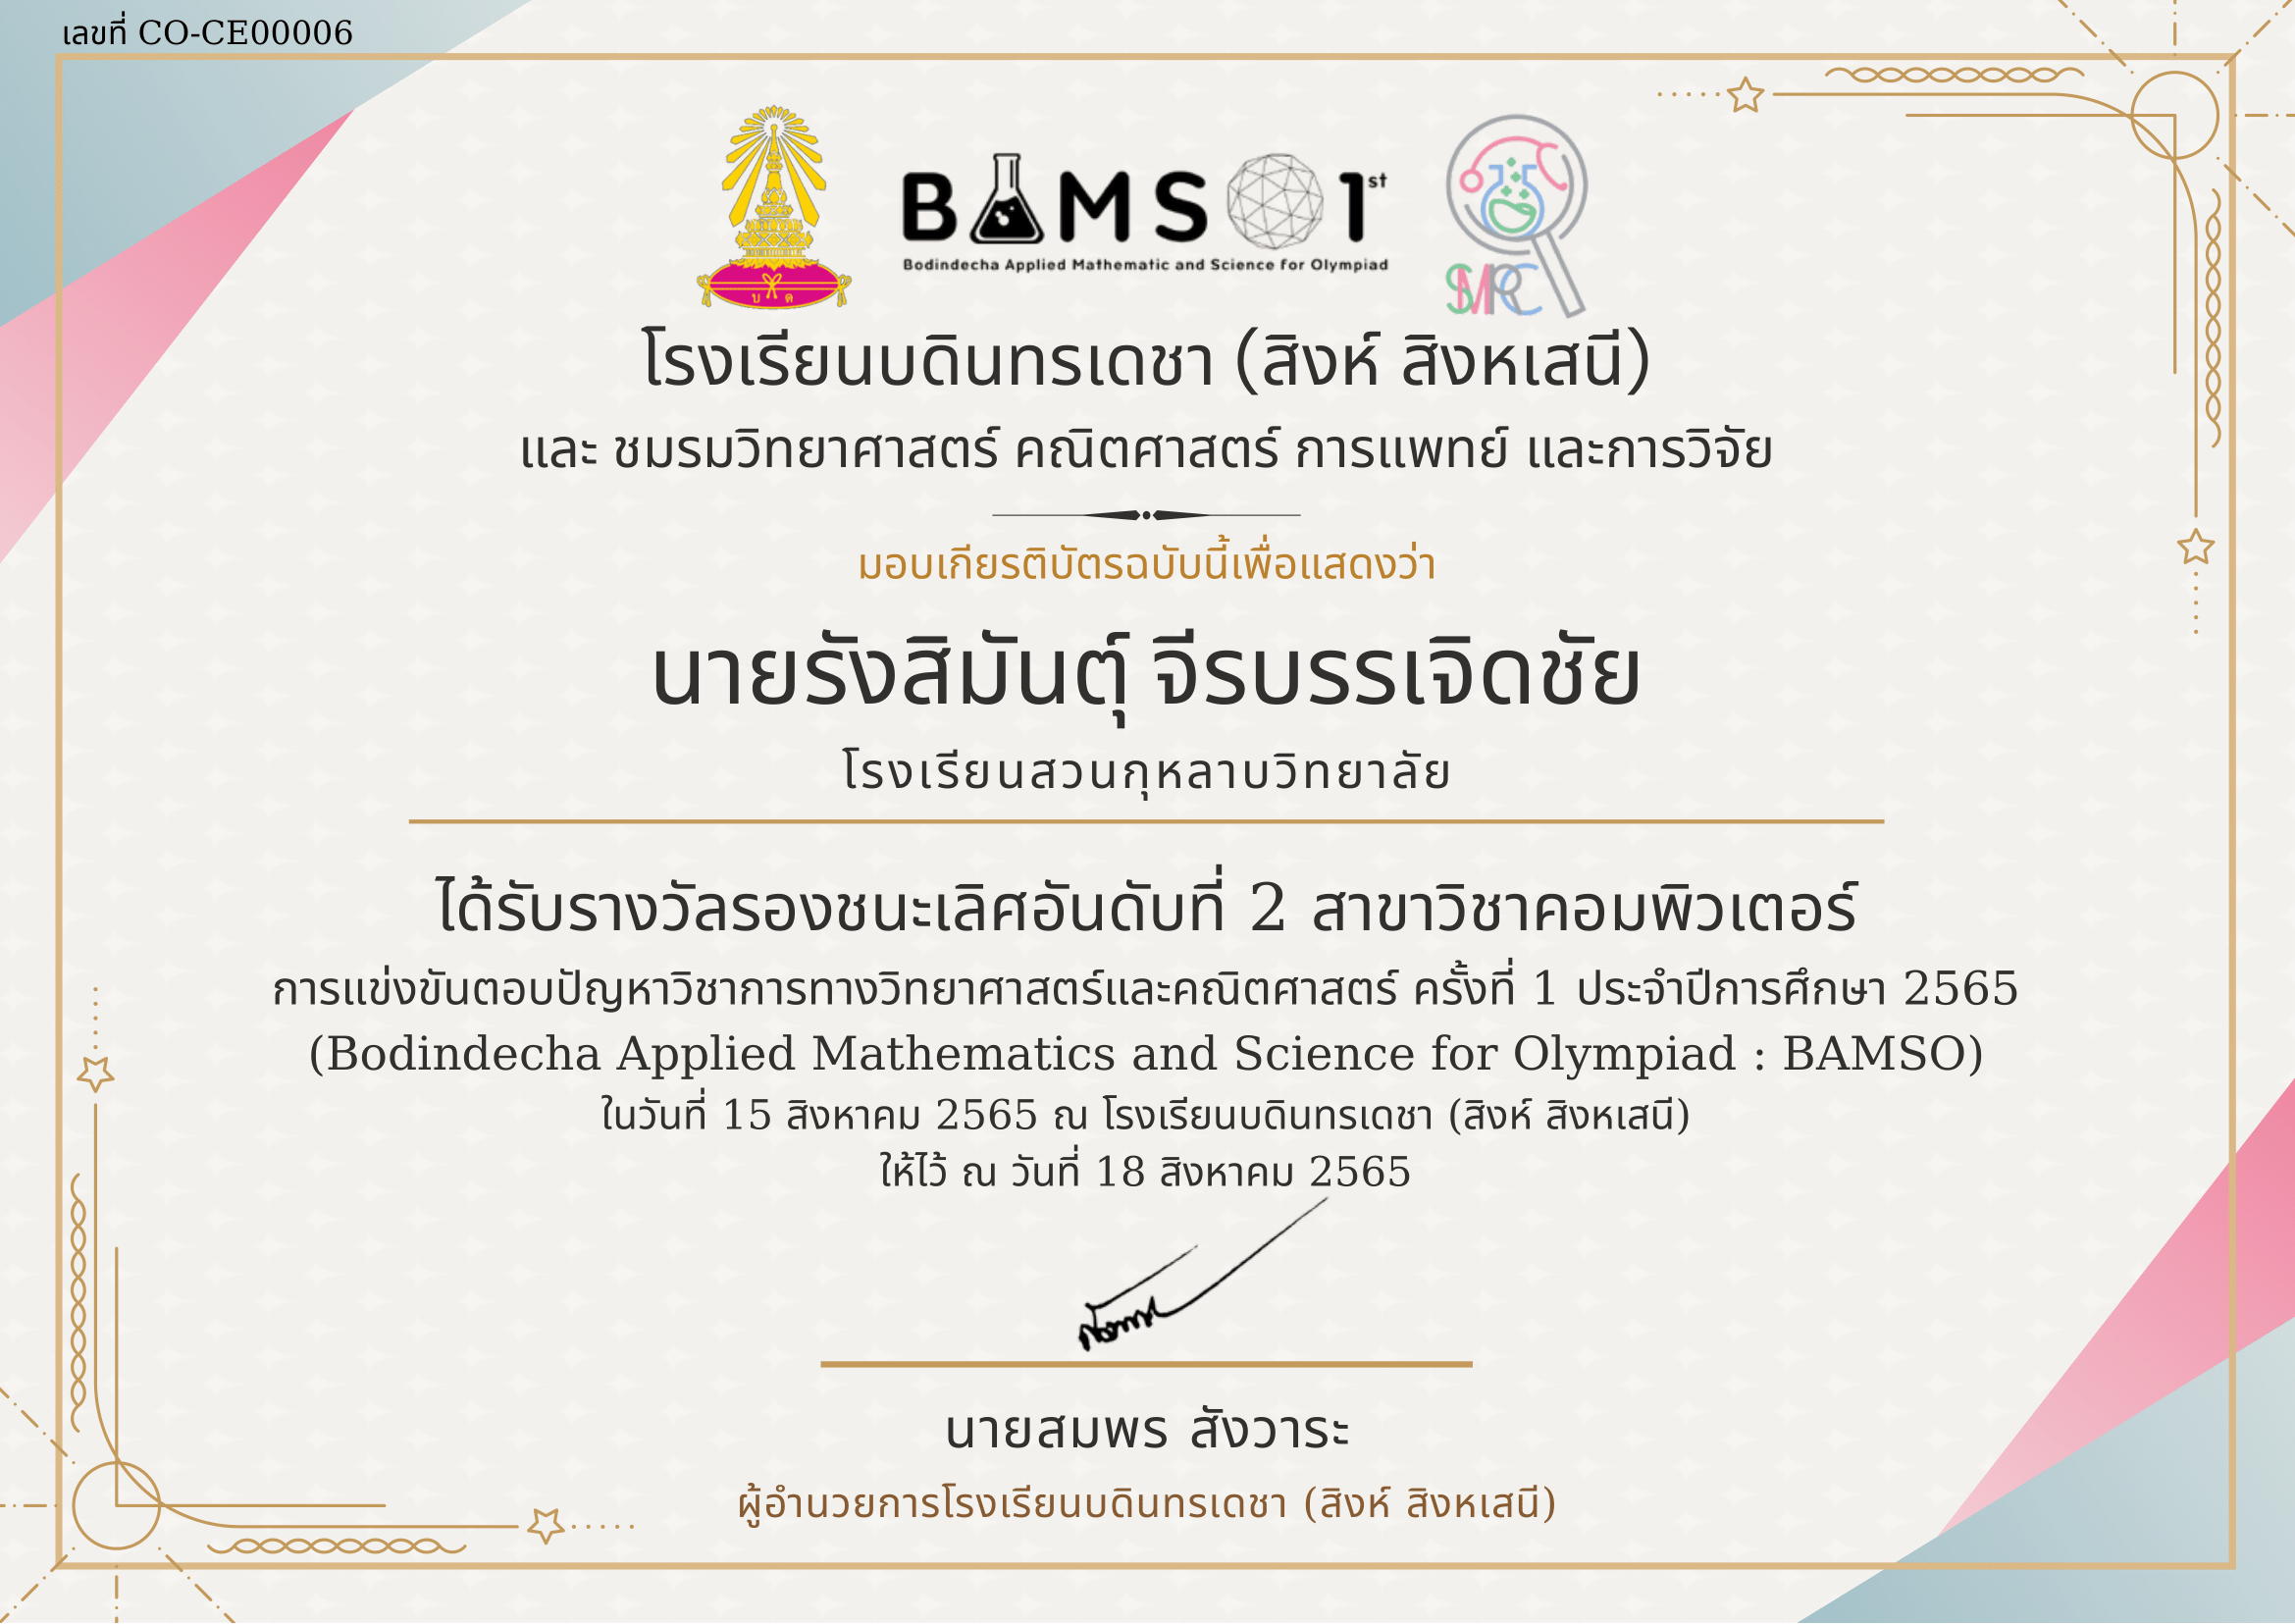 เลขที่ CO-CE00006
BAMSO 1st
Bodindecha Applied Mathematic and Science for Olympiad
บ ด
SMRC
โรงเรียนบดินทรเดชา (สิงห์ สิงหเสนี)
และ ชมรมวิทยาศาสตร์ คณิตศาสตร์ การแพทย์ และการวิจัย
มอบเกียรติบัตรฉบับนี้เพื่อแสดงว่า
นายรังสิมันตุ์ จีรบรรเจิดชัย
โรงเรียนสวนกุหลาบวิทยาลัย
ได้รับรางวัลรองชนะเลิศอันดับที่ 2 สาขาวิชาคอมพิวเตอร์
การแข่งขันตอบปัญหาวิชาการทางวิทยาศาสตร์และคณิตศาสตร์ ครั้งที่ 1 ประจำปีการศึกษา 2565
(Bodindecha Applied Mathematics and Science for Olympiad : BAMSO)
ในวันที่ 15 สิงหาคม 2565 ณ โรงเรียนบดินทรเดชา (สิงห์ สิงหเสนี)
ให้ไว้ ณ วันที่ 18 สิงหาคม 2565
นายสมพร สังวาระ
ผู้อำนวยการโรงเรียนบดินทรเดชา (สิงห์ สิงหเสนี)